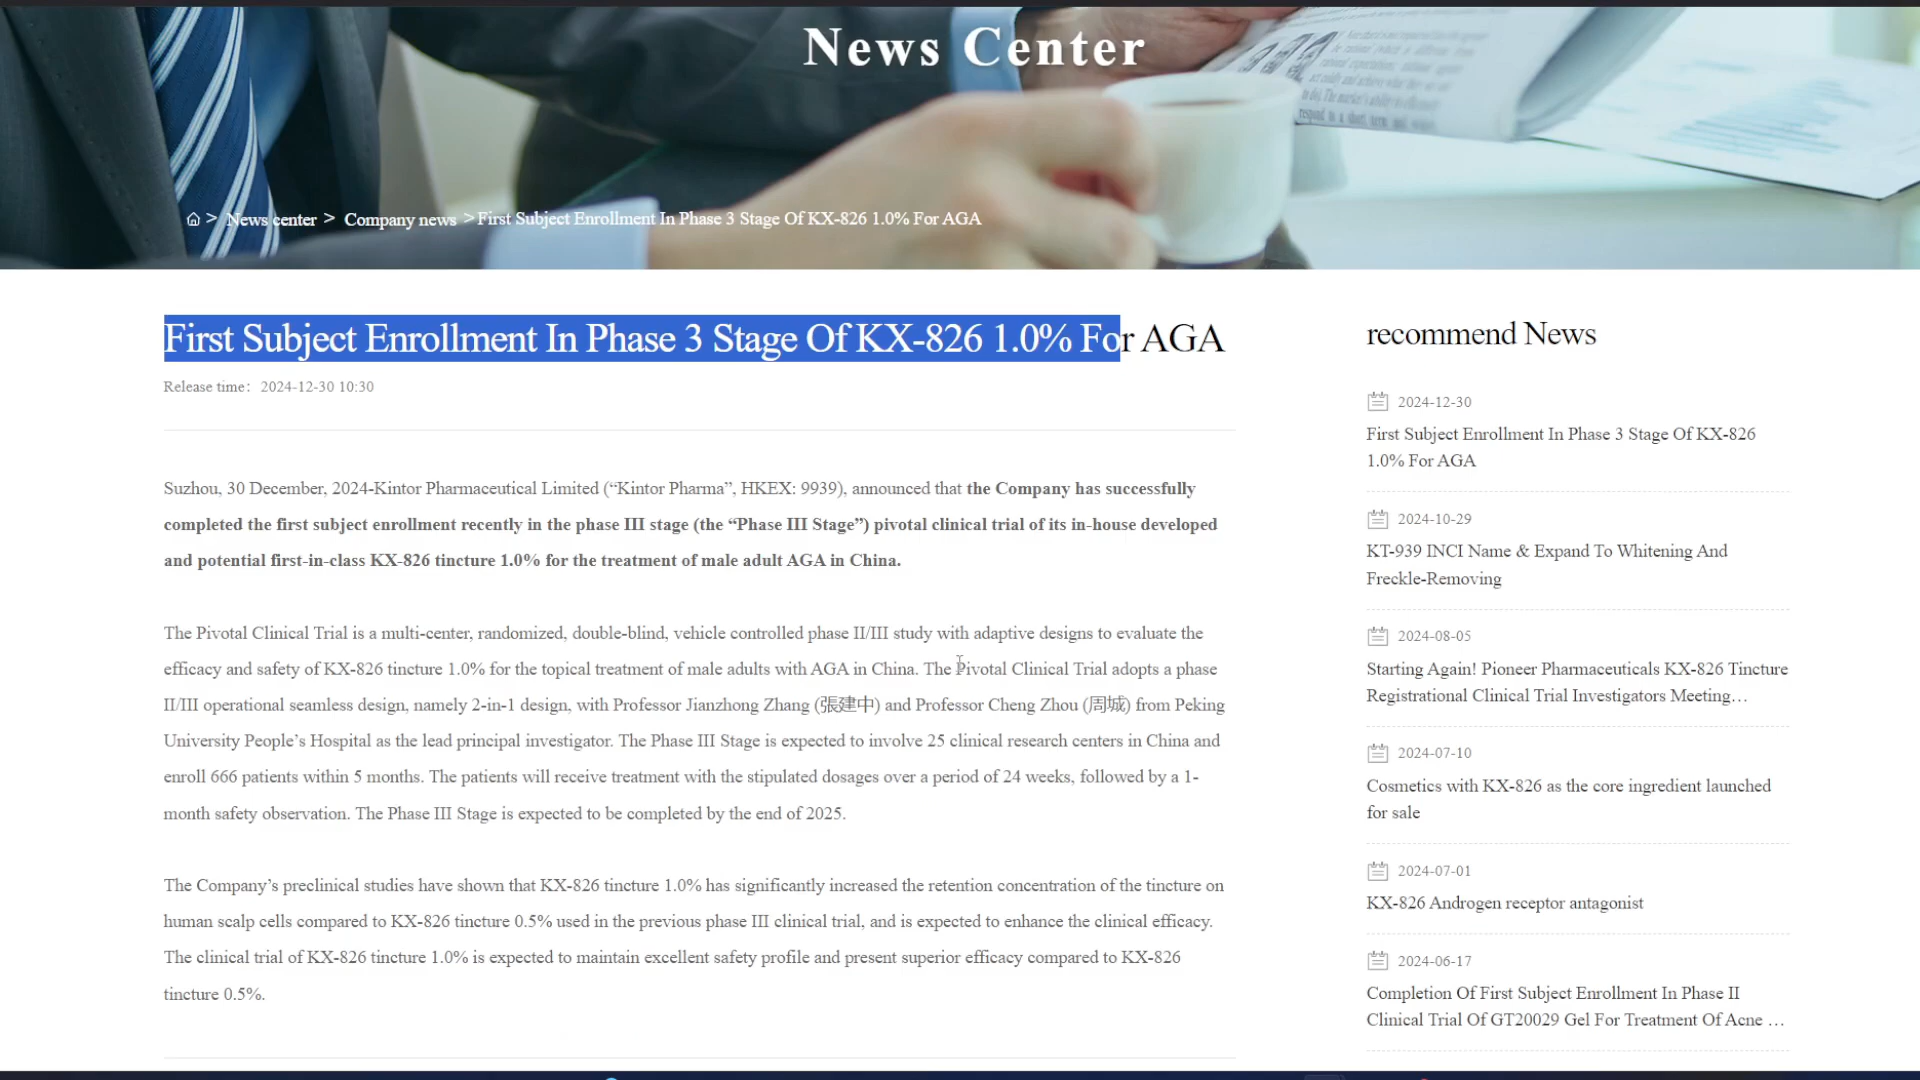 News Center
> News center > Company news > First Subject Enrollment In Phase 3 Stage Of KX-826 1.0% For AGA
First Subject Enrollment In Phase 3 Stage Of KX-826 1.0% For AGA
Release time: 2024-12-30 10:30
Suzhou, 30 December, 2024-Kintor Pharmaceutical Limited (“Kintor Pharma”, HKEX: 9939), announced that the Company has successfully
completed the first subject enrollment recently in the phase III stage (the “Phase III Stage”) pivotal clinical trial of its in-house developed
and potential first-in-class KX-826 tincture 1.0% for the treatment of male adult AGA in China.
The Pivotal Clinical Trial is a multi-center, randomized, double-blind, vehicle controlled phase II/III study with adaptive designs to evaluate the
efficacy and safety of KX-826 tincture 1.0% for the topical treatment of male adults with AGA in China. The Pivotal Clinical Trial adopts a phase
II/III operational seamless design, namely 2-in-1 design, with Professor Jianzhong Zhang (張建中) and Professor Cheng Zhou (周城) from Peking
University People’s Hospital as the lead principal investigator. The Phase III Stage is expected to involve 25 clinical research centers in China and
enroll 666 patients within 5 months. The patients will receive treatment with the stipulated dosages over a period of 24 weeks, followed by a 1-
month safety observation. The Phase III Stage is expected to be completed by the end of 2025.
The Company’s preclinical studies have shown that KX-826 tincture 1.0% has significantly increased the retention concentration of the tincture on
human scalp cells compared to KX-826 tincture 0.5% used in the previous phase III clinical trial, and is expected to enhance the clinical efficacy.
The clinical trial of KX-826 tincture 1.0% is expected to maintain excellent safety profile and present superior efficacy compared to KX-826
tincture 0.5%.
recommend News
2024-12-30
First Subject Enrollment In Phase 3 Stage Of KX-826
1.0% For AGA
2024-10-29
KT-939 INCI Name & Expand To Whitening And
Freckle-Removing
2024-08-05
Starting Again! Pioneer Pharmaceuticals KX-826 Tincture
Registrational Clinical Trial Investigators Meeting…
2024-07-10
Cosmetics with KX-826 as the core ingredient launched
for sale
2024-07-01
KX-826 Androgen receptor antagonist
2024-06-17
Completion Of First Subject Enrollment In Phase II
Clinical Trial Of GT20029 Gel For Treatment Of Acne …